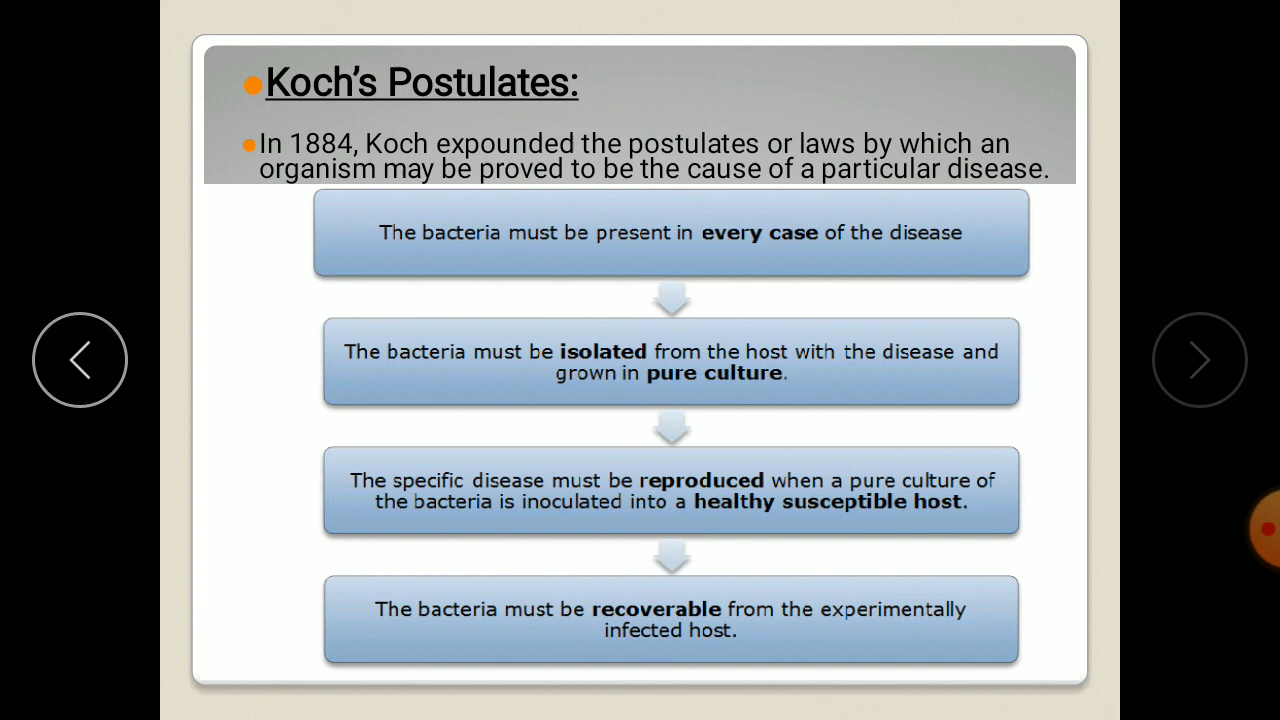 Koch's Postulates:
In 1884, Koch expounded the postulates or laws by which an
organism may be proved to be the cause of a particular disease.
The bacteria must be present in every case of the disease
The bacteria must be isolated from the host with the disease and
grown in pure culture.
The specific disease must be reproduced when a pure culture of
the bacteria is inoculated into a healthy susceptible host.
The bacteria must be recoverable from the experimentally
infected host.